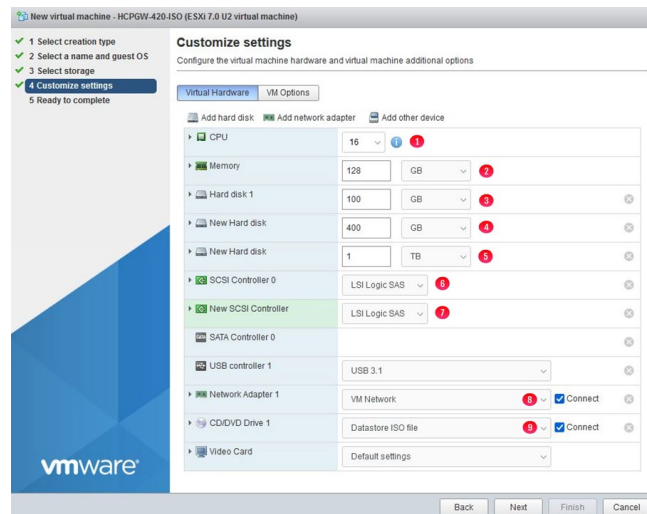 New virtual machine - HCPGW-420-ISO (ESXi 7.0 U2 virtual machine)
1 Select creation type
2 Select a name and guest OS
3 Select storage
4 Customize settings
5 Ready to complete
Customize settings
Configure the virtual machine hardware and virtual machine additional options
Virtual Hardware VM Options
Add hard disk Add network adapter Add other device
CPU 16 i 1
Memory 128 GB 2
Hard disk 1 100 GB 3
New Hard disk 400 GB 4
New Hard disk 1 TB 5
SCSI Controller 0 LSI Logic SAS 6
New SCSI Controller LSI Logic SAS 7
SATA Controller 0
USB controller 1 USB 3.1
Network Adapter 1 VM Network 8 Connect
CD/DVD Drive 1 Datastore ISO file 9 Connect
Video Card Default settings
vmware
Back Next Finish Cancel